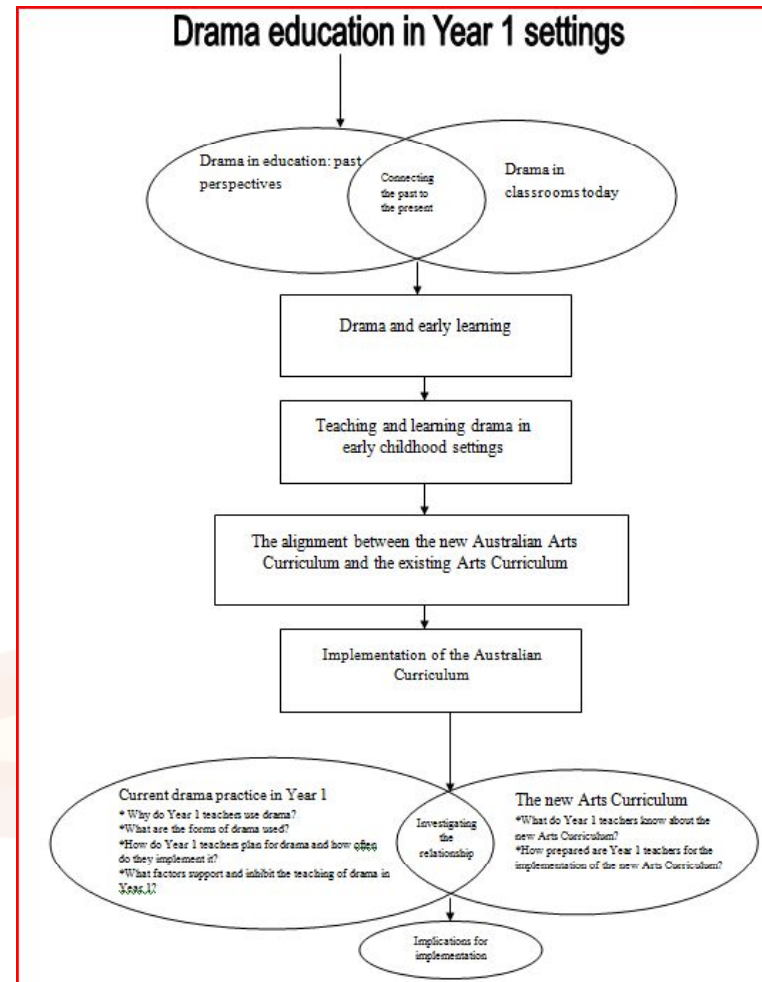 Drama education in Year 1 settings
Drama in education: past
perspectives
Connecting
the past to
the present
Drama in
classrooms today
Drama and early learning
Teaching and learning drama in
early childhood settings
The alignment between the new Australian Arts
Curriculum and the existing Arts Curriculum
Implementation of the Australian
Curriculum
Current drama practice in Year 1
* Why do Year 1 teachers use drama?
*What are the forms of drama used?
*How do Year 1 teachers plan for drama and how often
do they implement it?
*What factors support and inhibit the teaching of drama in
Year 1?
Investigating
the
relationship
The new Arts Curriculum
*What do Year 1 teachers know about the
new Arts Curriculum?
*How prepared are Year 1 teachers for the
implementation of the new Arts Curriculum?
Implications for
implementation